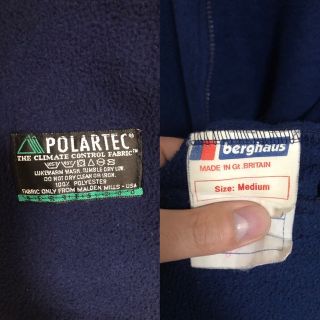 POLARTEC®
THE CLIMATE CONTROL FABRIC™
LUKEWARM WASH. TUMBLE DRY LOW.
DO NOT DRY CLEAN OR IRON.
100% POLYESTER
FABRIC ONLY FROM MALDEN MILLS - USA
berghaus
MADE IN Gt. BRITAIN
Size: Medium